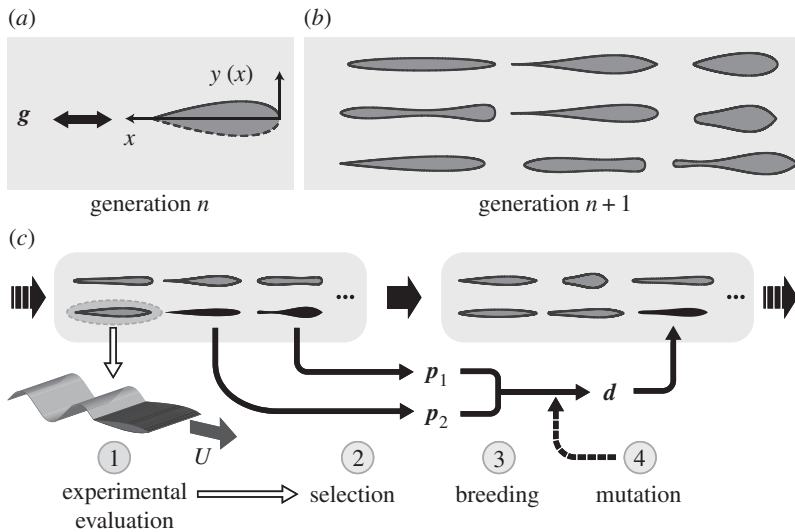 (a)
y (x)
g
x
generation n
(b)
generation n + 1
(c)
...
...
p1
p2
d
U
1
2
3
4
experimental
evaluation
selection
breeding
mutation